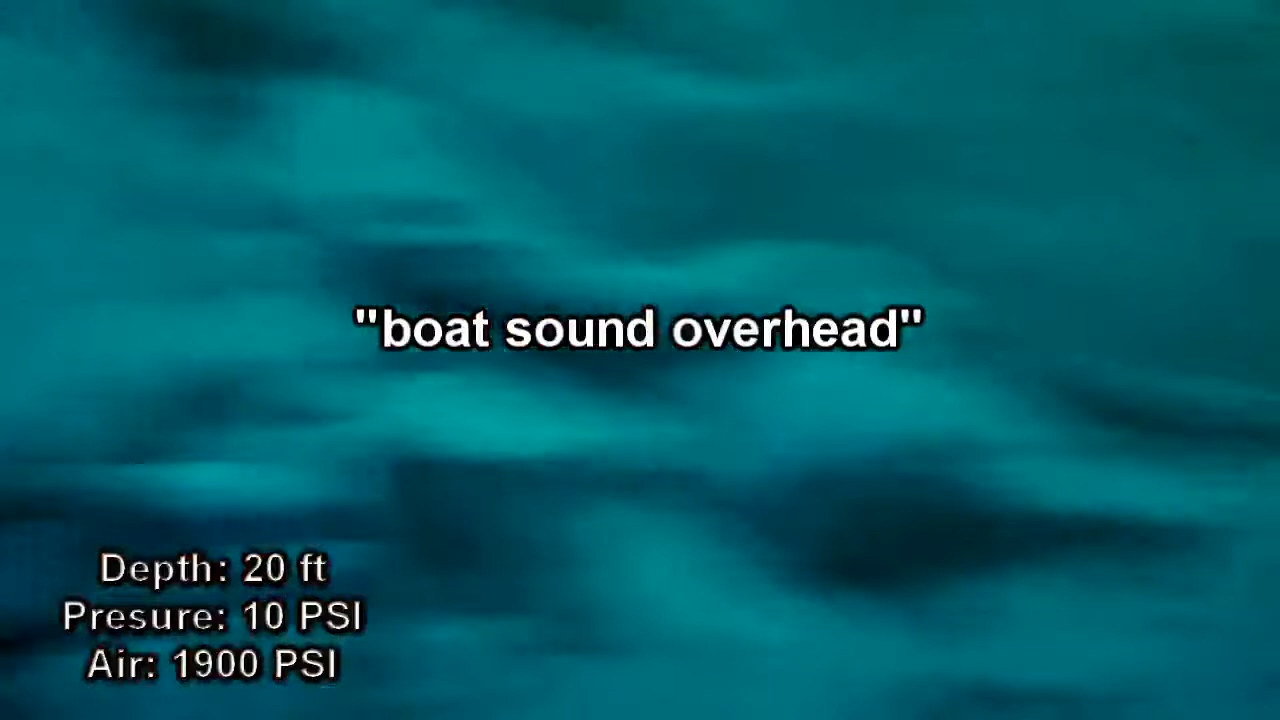 "boat sound overhead"
Depth: 20 ft
Presure: 10 PSI
Air: 1900 PSI